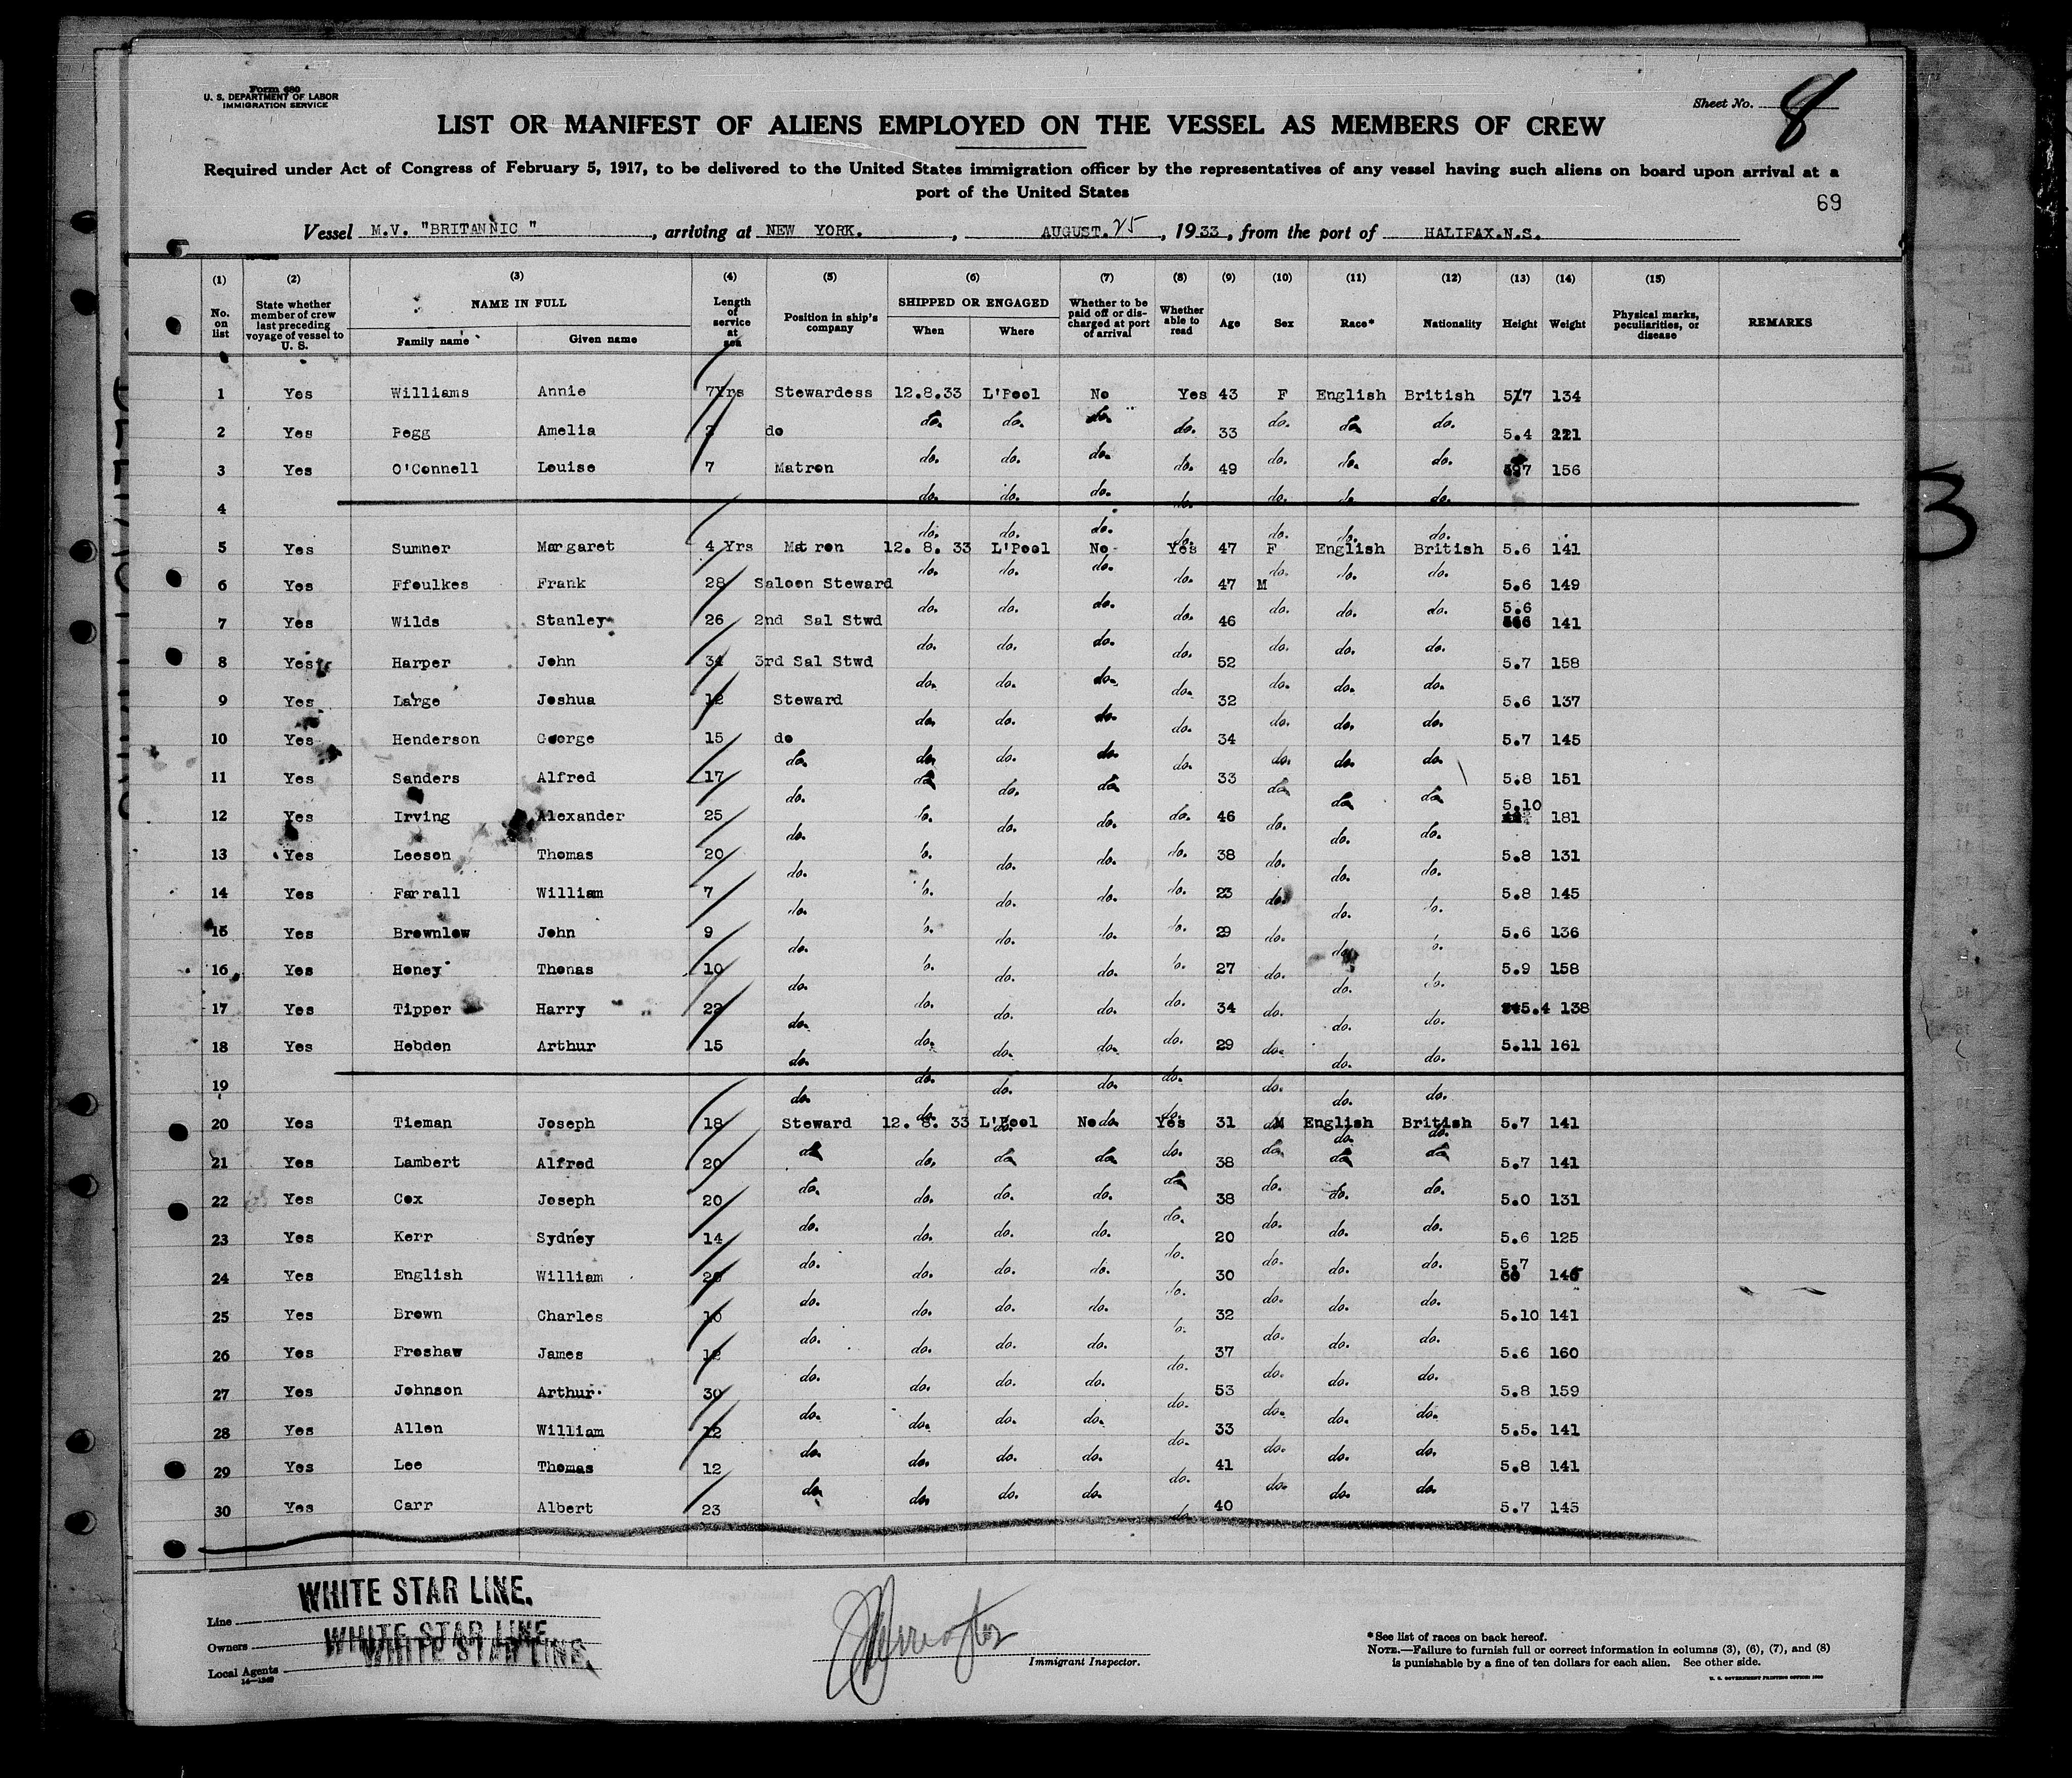 Form 680
U. S. DEPARTMENT OF LABOR
IMMIGRATION SERVICE
Sheet No. 8
LIST OR MANIFEST OF ALIENS EMPLOYED ON THE VESSEL AS MEMBERS OF CREW
Required under Act of Congress of February 5, 1917, to be delivered to the United States immigration officer by the representatives of any vessel having such aliens on board upon arrival at a
port of the United States
69
Vessel M.V. "BRITANNIC", arriving at NEW YORK., AUGUST. 25, 1933, from the port of HALIFAX.N.S.
(1) (2) (3) (4) (5) (6) (7) (8) (9) (10) (11) (12) (13) (14) (15)
No. on list State whether member of crew last preceding voyage of vessel to U. S. NAME IN FULL Family name Given name Length of service at sea Position in ship's company SHIPPED OR ENGAGED When Where Whether to be paid off or discharged at port of arrival Whether able to read Age Sex Race* Nationality Height Weight Physical marks, peculiarities, or disease REMARKS
1 Yes Williams Annie 7Yrs Stewardess 12.8.33 L'Pool No Yes 43 F English British 5.7 134
2 Yes Pegg Amelia do do. do. do. do. 33 do. do. do. 5.4 221
3 Yes O'Connell Louise 7 Matron do. do. do. do. 49 do. do. do. 156
4 do. do. do. do. do. do. do.
5 Yes Sumner Margaret 4 Yrs Matron 12. 8. 33 L'Pool No Yes 47 F English British 5.6 141
6 Yes Ffoulkes Frank 28 Saloon Steward do. do. do. do. 47 M do. do. 5.6 149
7 Yes Wilds Stanley 26 2nd Sal Stwd do. do. do. do. 46 do. do. do. 5.6 141
8 Yes Harper John 34 3rd Sal Stwd do. do. do. do. 52 do. do. do. 5.7 158
9 Yes Large Joshua 12 Steward do. do. do. do. 32 do. do. do. 5.6 137
10 Yes Henderson George 15 do do. do. do. do. 34 do. do. do. 5.7 145
11 Yes Sanders Alfred 17 do. do. do. do. do. 33 do. do. do. 5.8 151
12 Yes Irving Alexander 25 do. do. do. do. do. 46 do. do. do. 5.10 181
13 Yes Leeson Thomas 20 do. do. do. do. do. 38 do. do. do. 5.8 131
14 Yes Farrall William 7 do. do. do. do. do. 23 do. do. do. 5.8 145
15 Yes Brownlow John 9 do. do. do. do. do. 29 do. do. do. 5.6 136
16 Yes Honey Thomas 10 do. do. do. do. do. 27 do. do. do. 5.9 158
17 Yes Tipper Harry 22 do. do. do. do. do. 34 do. do. do. 5.4 138
18 Yes Hebden Arthur 15 do. do. do. do. do. 29 do. do. do. 5.11 161
19 do. do. do. do. do. do. do. do.
20 Yes Tieman Joseph 18 Steward 12. 8. 33 L'Pool No Yes 31 M English British 5.7 141
21 Yes Lambert Alfred 20 do. do. do. do. do. 38 do. do. do. 5.7 141
22 Yes Cox Joseph 20 do. do. do. do. do. 38 do. do. do. 5.0 131
23 Yes Kerr Sydney 14 do. do. do. do. do. 20 do. do. do. 5.6 125
24 Yes English William do. do. do. do. do. 30 do. do. do. 5.7 146
25 Yes Brown Charles 10 do. do. do. do. do. 32 do. do. do. 5.10 141
26 Yes Freshaw James 12 do. do. do. do. do. 37 do. do. do. 5.6 160
27 Yes Johnson Arthur 30 do. do. do. do. do. 53 do. do. do. 5.8 159
28 Yes Allen William 12 do. do. do. do. do. 33 do. do. do. 5.5. 141
29 Yes Lee Thomas 12 do. do. do. do. do. 41 do. do. do. 5.8 141
30 Yes Carr Albert 23 do. do. do. do. do. 40 do. do. do. 5.7 145
3
Line WHITE STAR LINE.
Owners WHITE STAR LINE
Local Agents WHITE STAR LINE.
14—1269
Immigrant Inspector.
*See list of races on back hereof.
NOTE.—Failure to furnish full or correct information in columns (3), (6), (7), and (8)
is punishable by a fine of ten dollars for each alien. See other side.